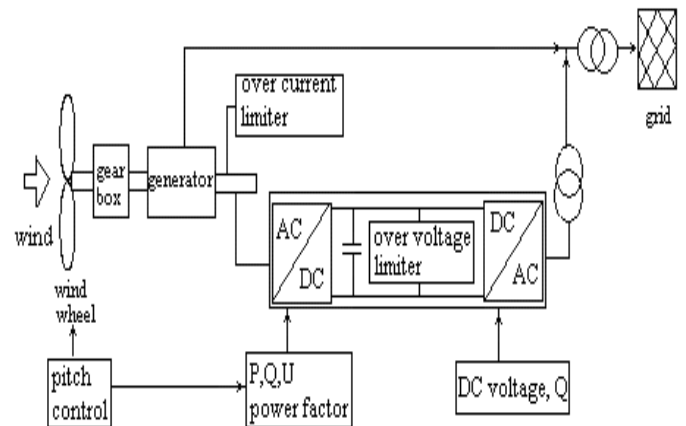 over current
limiter
grid
gear
box
generator
wind
AC
DC
over voltage
limiter
DC
AC
wind
wheel
pitch
control
P,Q,U
power factor
DC voltage, Q